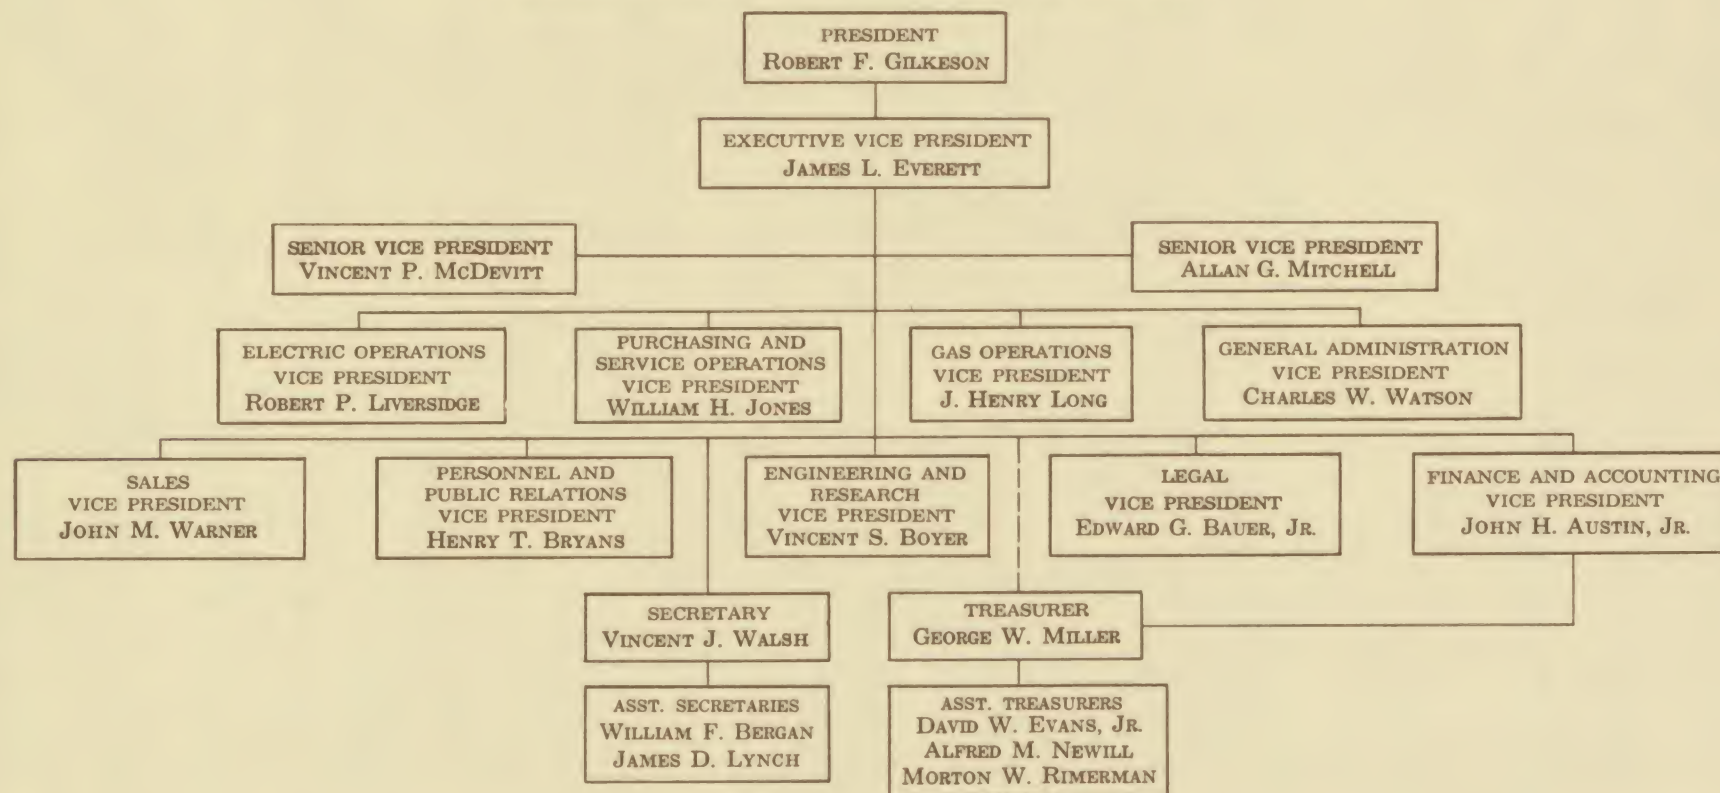 PRESIDENT
ROBERT F. GILKESON
EXECUTIVE VICE PRESIDENT
JAMES L. EVERETT
SENIOR VICE PRESIDENT
VINCENT P. MCDEVITT
SENIOR VICE PRESIDENT
ALLAN G. MITCHELL
ELECTRIC OPERATIONS
VICE PRESIDENT
ROBERT P. LIVERSIDGE
PURCHASING AND
SERVICE OPERATIONS
VICE PRESIDENT
WILLIAM H. JONES
GAS OPERATIONS
VICE PRESIDENT
J. HENRY LONG
GENERAL ADMINISTRATION
VICE PRESIDENT
CHARLES W. WATSON
SALES
VICE PRESIDENT
JOHN M. WARNER
PERSONNEL AND
PUBLIC RELATIONS
VICE PRESIDENT
HENRY T. BRYANS
ENGINEERING AND
RESEARCH
VICE PRESIDENT
VINCENT S. BOYER
LEGAL
VICE PRESIDENT
EDWARD G. BAUER, JR.
FINANCE AND ACCOUNTING
VICE PRESIDENT
JOHN H. AUSTIN, JR.
SECRETARY
VINCENT J. WALSH
TREASURER
GEORGE W. MILLER
ASST. SECRETARIES
WILLIAM F. BERGAN
JAMES D. LYNCH
ASST. TREASURERS
DAVID W. EVANS, JR.
ALFRED M. NEWILL
MORTON W. RIMERMAN